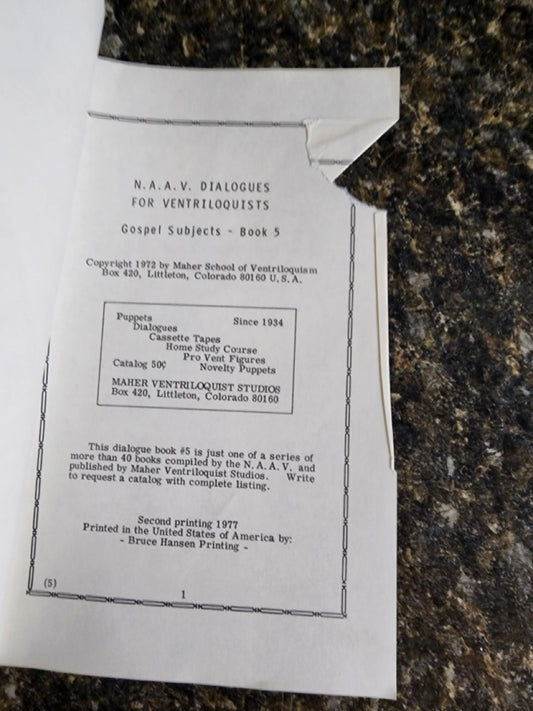 N.A.A.V. DIALOGUES
FOR VENTRILOQUISTS
Gospel Subjects - Book 5
Copyright 1972 by Maher School of Ventriloquism
Box 420, Littleton, Colorado 80160 U.S.A.
Puppets Since 1934
Dialogues
Cassette Tapes
Home Study Course
Pro Vent Figures
Catalog 50¢ Novelty Puppets
MAHER VENTRILOQUIST STUDIOS
Box 420, Littleton, Colorado 80160
This dialogue book #5 is just one of a series of
more than 40 books compiled by the N.A.A.V. and
published by Maher Ventriloquist Studios. Write
to request a catalog with complete listing.
Second printing 1977
Printed in the United States of America by:
- Bruce Hansen Printing -
(5)
1